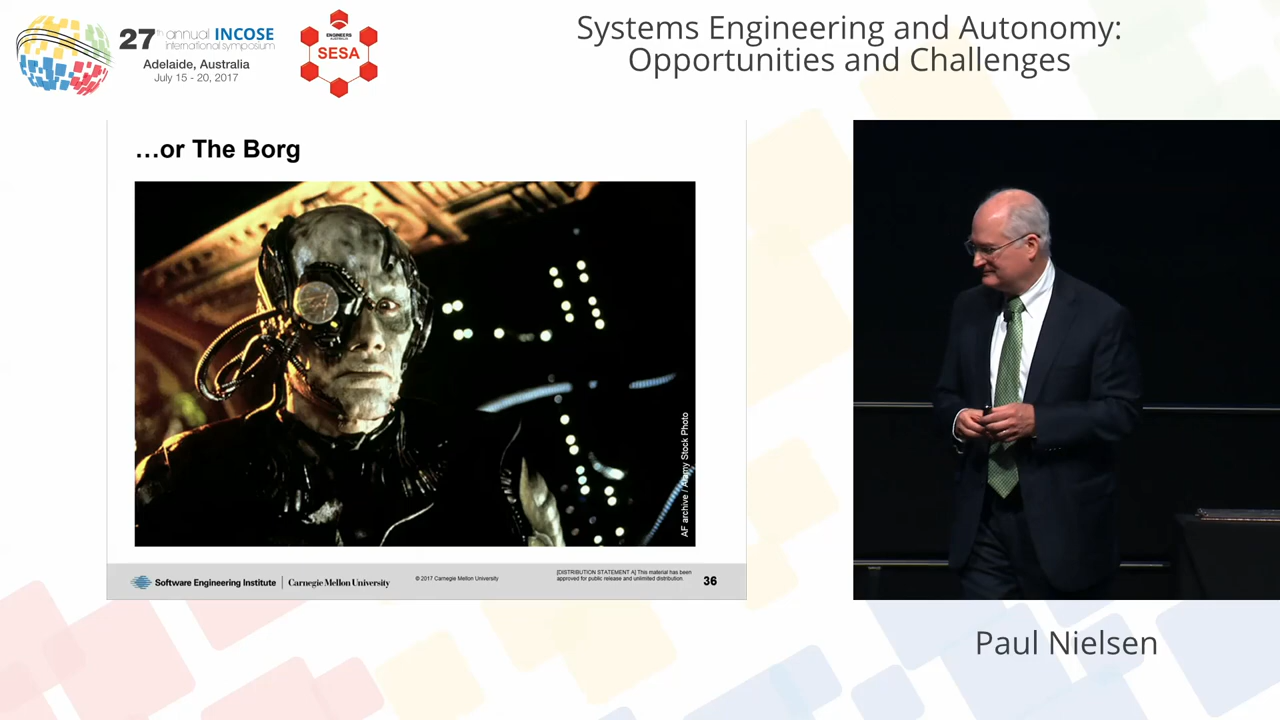 27th annual INCOSE
international symposium
Adelaide, Australia
July 15 - 20, 2017
ENGINEERS
AUSTRALIA
SESA
Systems Engineering and Autonomy:
Opportunities and Challenges
…or The Borg
AF archive / Alamy Stock Photo
Software Engineering Institute | Carnegie Mellon University
© 2017 Carnegie Mellon University
[DISTRIBUTION STATEMENT A] This material has been
approved for public release and unlimited distribution.
36
Paul Nielsen